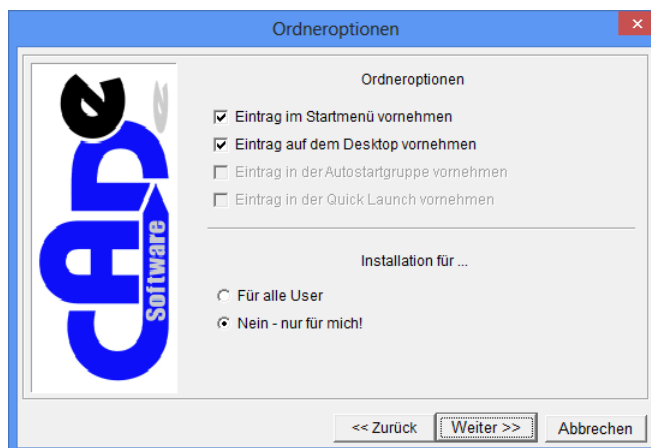 Ordneroptionen
CADe
Software
Ordneroptionen
Eintrag im Startmenü vornehmen
Eintrag auf dem Desktop vornehmen
Eintrag in der Autostartgruppe vornehmen
Eintrag in der Quick Launch vornehmen
Installation für ...
Für alle User
Nein - nur für mich!
<< Zurück
Weiter >>
Abbrechen